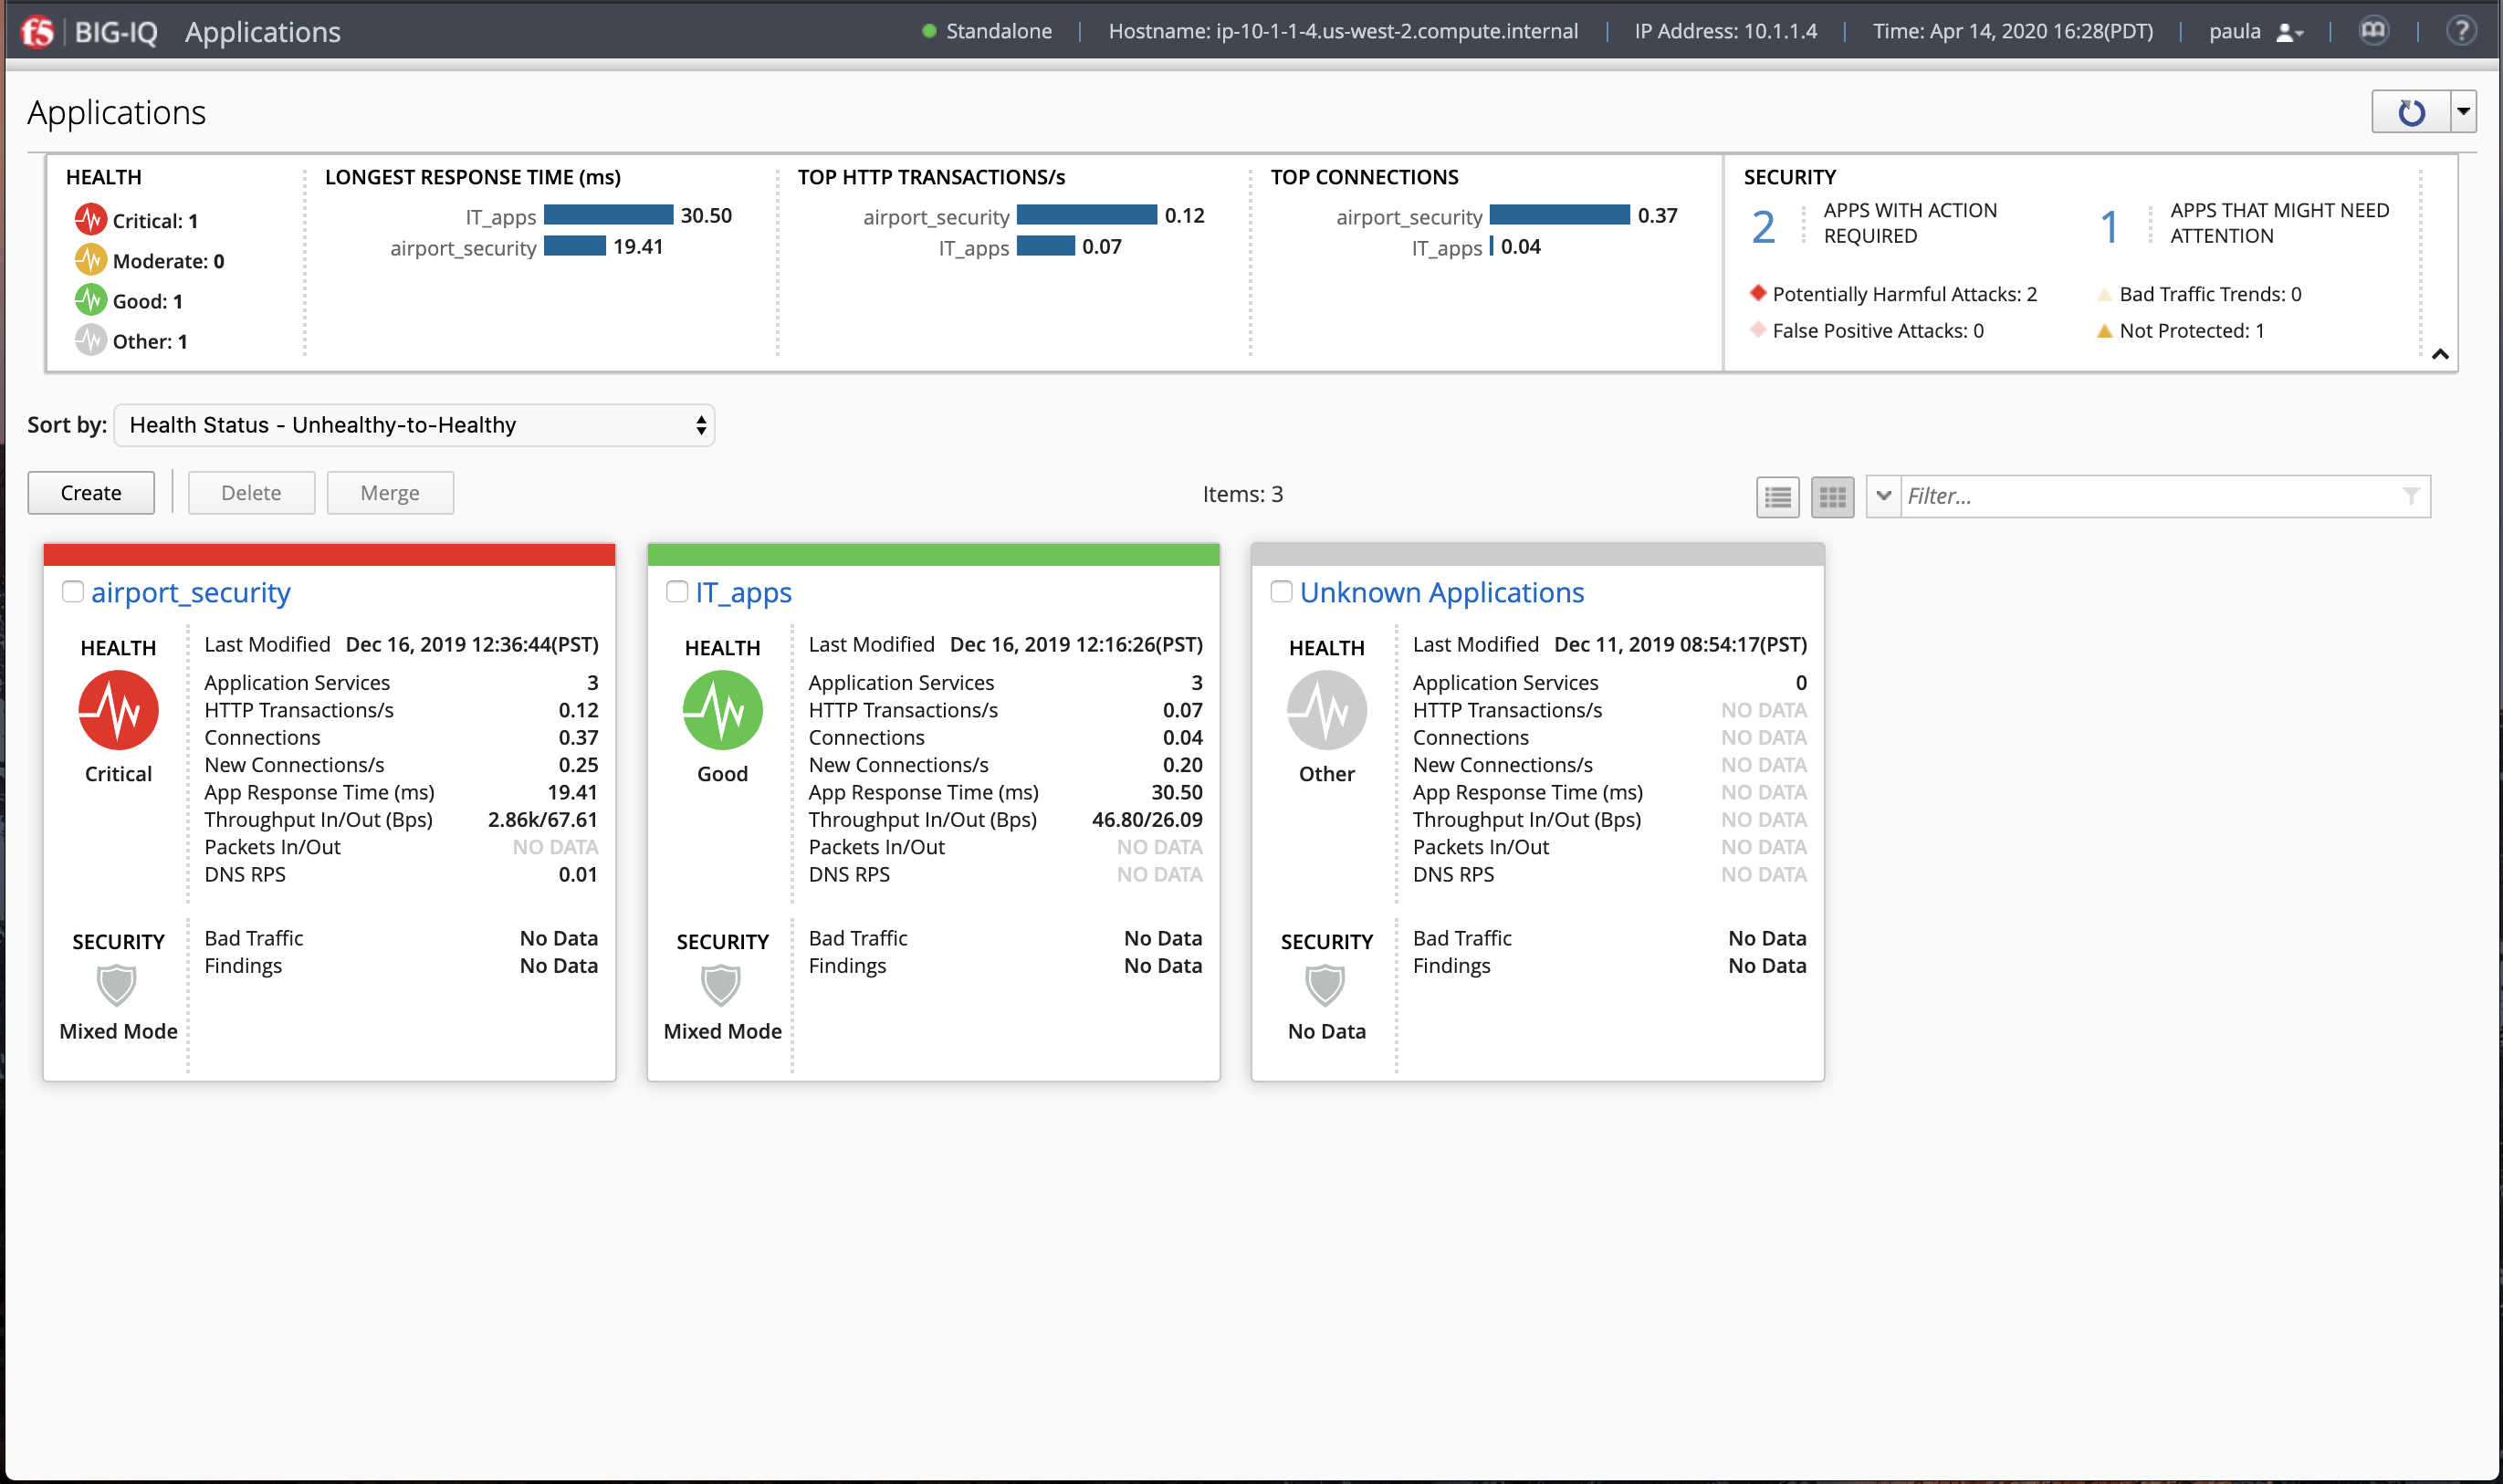 f5 BIG-IQ Applications Standalone Hostname: ip-10-1-1-4.us-west-2.compute.internal IP Address: 10.1.1.4 Time: Apr 14, 2020 16:28(PDT) paula ?
Applications
HEALTH
Critical: 1
Moderate: 0
Good: 1
Other: 1
LONGEST RESPONSE TIME (ms)
IT_apps 30.50
airport_security 19.41
TOP HTTP TRANSACTIONS/s
airport_security 0.12
IT_apps 0.07
TOP CONNECTIONS
airport_security 0.37
IT_apps 0.04
SECURITY
2 APPS WITH ACTION
REQUIRED
Potentially Harmful Attacks: 2
False Positive Attacks: 0
1 APPS THAT MIGHT NEED
ATTENTION
Bad Traffic Trends: 0
Not Protected: 1
Sort by: Health Status - Unhealthy-to-Healthy
Create Delete Merge Items: 3 Filter...
airport_security
HEALTH
Critical
Last Modified Dec 16, 2019 12:36:44(PST)
Application Services 3
HTTP Transactions/s 0.12
Connections 0.37
New Connections/s 0.25
App Response Time (ms) 19.41
Throughput In/Out (Bps) 2.86k/67.61
Packets In/Out NO DATA
DNS RPS 0.01
SECURITY
Mixed Mode
Bad Traffic No Data
Findings No Data
IT_apps
HEALTH
Good
Last Modified Dec 16, 2019 12:16:26(PST)
Application Services 3
HTTP Transactions/s 0.07
Connections 0.04
New Connections/s 0.20
App Response Time (ms) 30.50
Throughput In/Out (Bps) 46.80/26.09
Packets In/Out NO DATA
DNS RPS NO DATA
SECURITY
Mixed Mode
Bad Traffic No Data
Findings No Data
Unknown Applications
HEALTH
Other
Last Modified Dec 11, 2019 08:54:17(PST)
Application Services 0
HTTP Transactions/s NO DATA
Connections NO DATA
New Connections/s NO DATA
App Response Time (ms) NO DATA
Throughput In/Out (Bps) NO DATA
Packets In/Out NO DATA
DNS RPS NO DATA
SECURITY
No Data
Bad Traffic No Data
Findings No Data